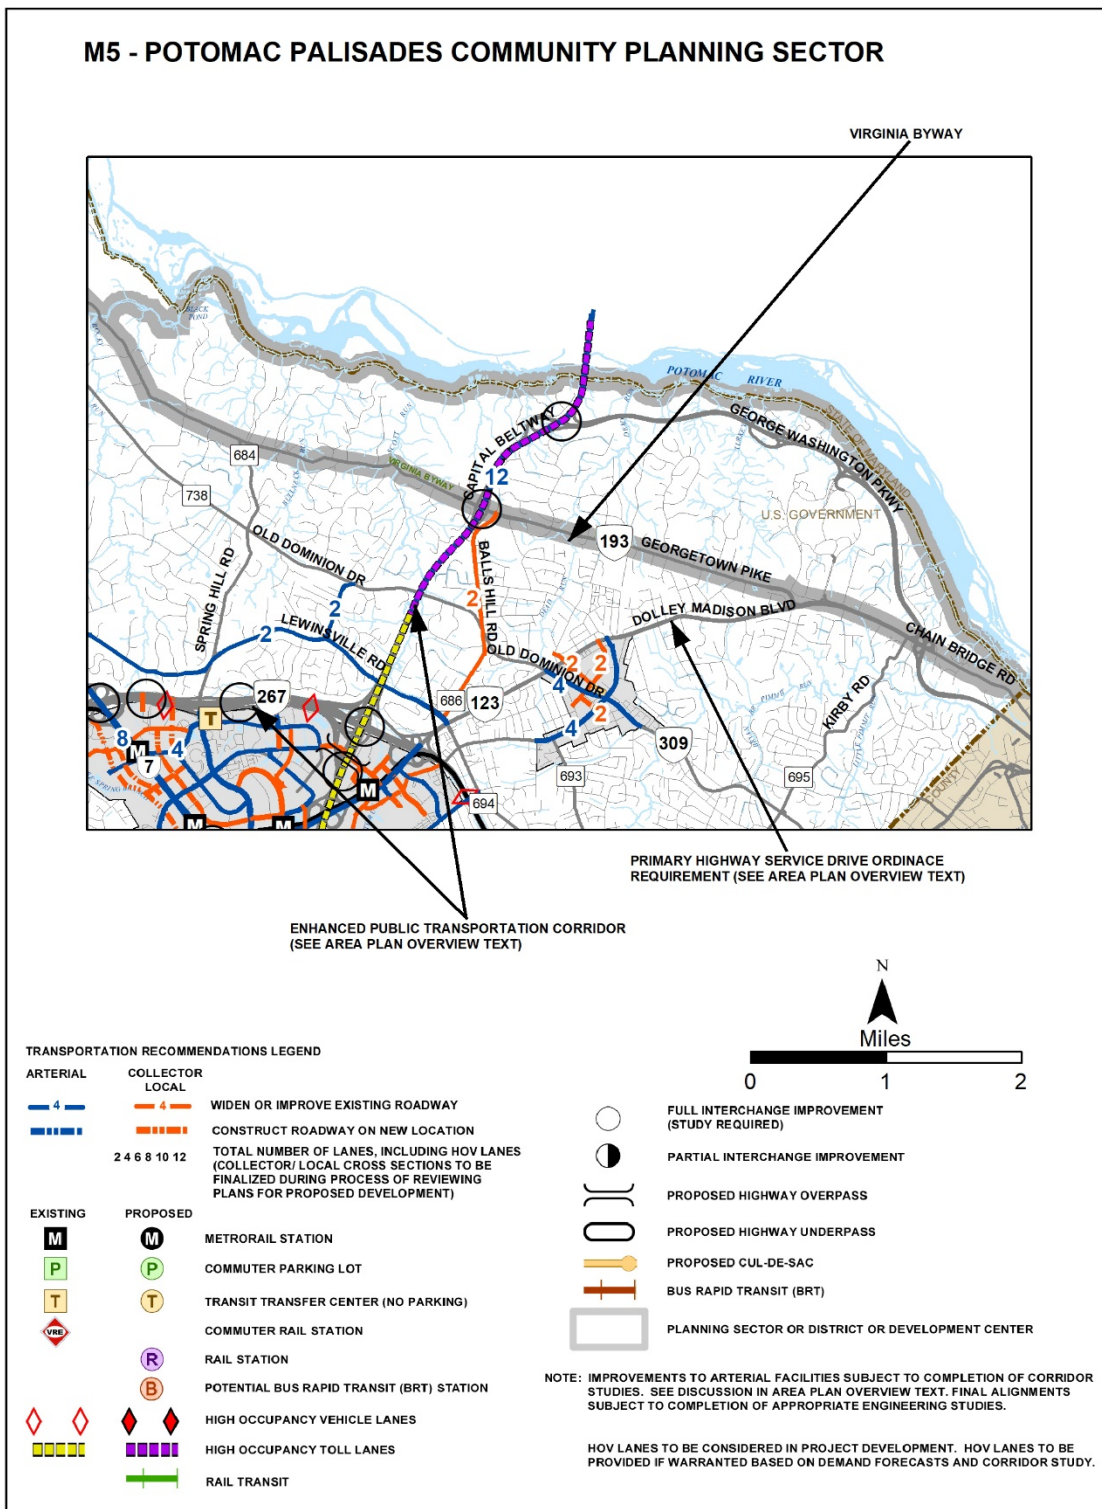 M5 - POTOMAC PALISADES COMMUNITY PLANNING SECTOR
VIRGINIA BYWAY
BLACK
POND
POTOMAC RIVER
STATE OF MARYLAND
GEORGE WASHINGTON PKWY
CAPITAL BELTWAY
SCOTT RUN
VIRGINIA BYWAY
12
684
738
U.S. GOVERNMENT
193
GEORGETOWN PIKE
OLD DOMINION DR
SPRING HILL RD
BALLS HILL RD
2
DEAD RUN
DOLLEY MADISON BLVD
CHAIN BRIDGE RD
2
2
LEWINSVILLE RD
OLD DOMINION DR
2
2
4
2
4
KIRBY RD
267
686
123
309
T
8
4
M
7
M
693
695
694
M
M
COUNTY
PRIMARY HIGHWAY SERVICE DRIVE ORDINACE
REQUIREMENT (SEE AREA PLAN OVERVIEW TEXT)
ENHANCED PUBLIC TRANSPORTATION CORRIDOR
(SEE AREA PLAN OVERVIEW TEXT)
N
Miles
0 1 2
TRANSPORTATION RECOMMENDATIONS LEGEND
ARTERIAL COLLECTOR
LOCAL
4 4 WIDEN OR IMPROVE EXISTING ROADWAY
CONSTRUCT ROADWAY ON NEW LOCATION
2 4 6 8 10 12 TOTAL NUMBER OF LANES, INCLUDING HOV LANES
(COLLECTOR/ LOCAL CROSS SECTIONS TO BE
FINALIZED DURING PROCESS OF REVIEWING
PLANS FOR PROPOSED DEVELOPMENT)
EXISTING PROPOSED
M M METRORAIL STATION
P P COMMUTER PARKING LOT
T T TRANSIT TRANSFER CENTER (NO PARKING)
VRE COMMUTER RAIL STATION
R RAIL STATION
B POTENTIAL BUS RAPID TRANSIT (BRT) STATION
HIGH OCCUPANCY VEHICLE LANES
HIGH OCCUPANCY TOLL LANES
RAIL TRANSIT
FULL INTERCHANGE IMPROVEMENT
(STUDY REQUIRED)
PARTIAL INTERCHANGE IMPROVEMENT
PROPOSED HIGHWAY OVERPASS
PROPOSED HIGHWAY UNDERPASS
PROPOSED CUL-DE-SAC
BUS RAPID TRANSIT (BRT)
PLANNING SECTOR OR DISTRICT OR DEVELOPMENT CENTER
NOTE: IMPROVEMENTS TO ARTERIAL FACILITIES SUBJECT TO COMPLETION OF CORRIDOR
STUDIES. SEE DISCUSSION IN AREA PLAN OVERVIEW TEXT. FINAL ALIGNMENTS
SUBJECT TO COMPLETION OF APPROPRIATE ENGINEERING STUDIES.
HOV LANES TO BE CONSIDERED IN PROJECT DEVELOPMENT. HOV LANES TO BE
PROVIDED IF WARRANTED BASED ON DEMAND FORECASTS AND CORRIDOR STUDY.